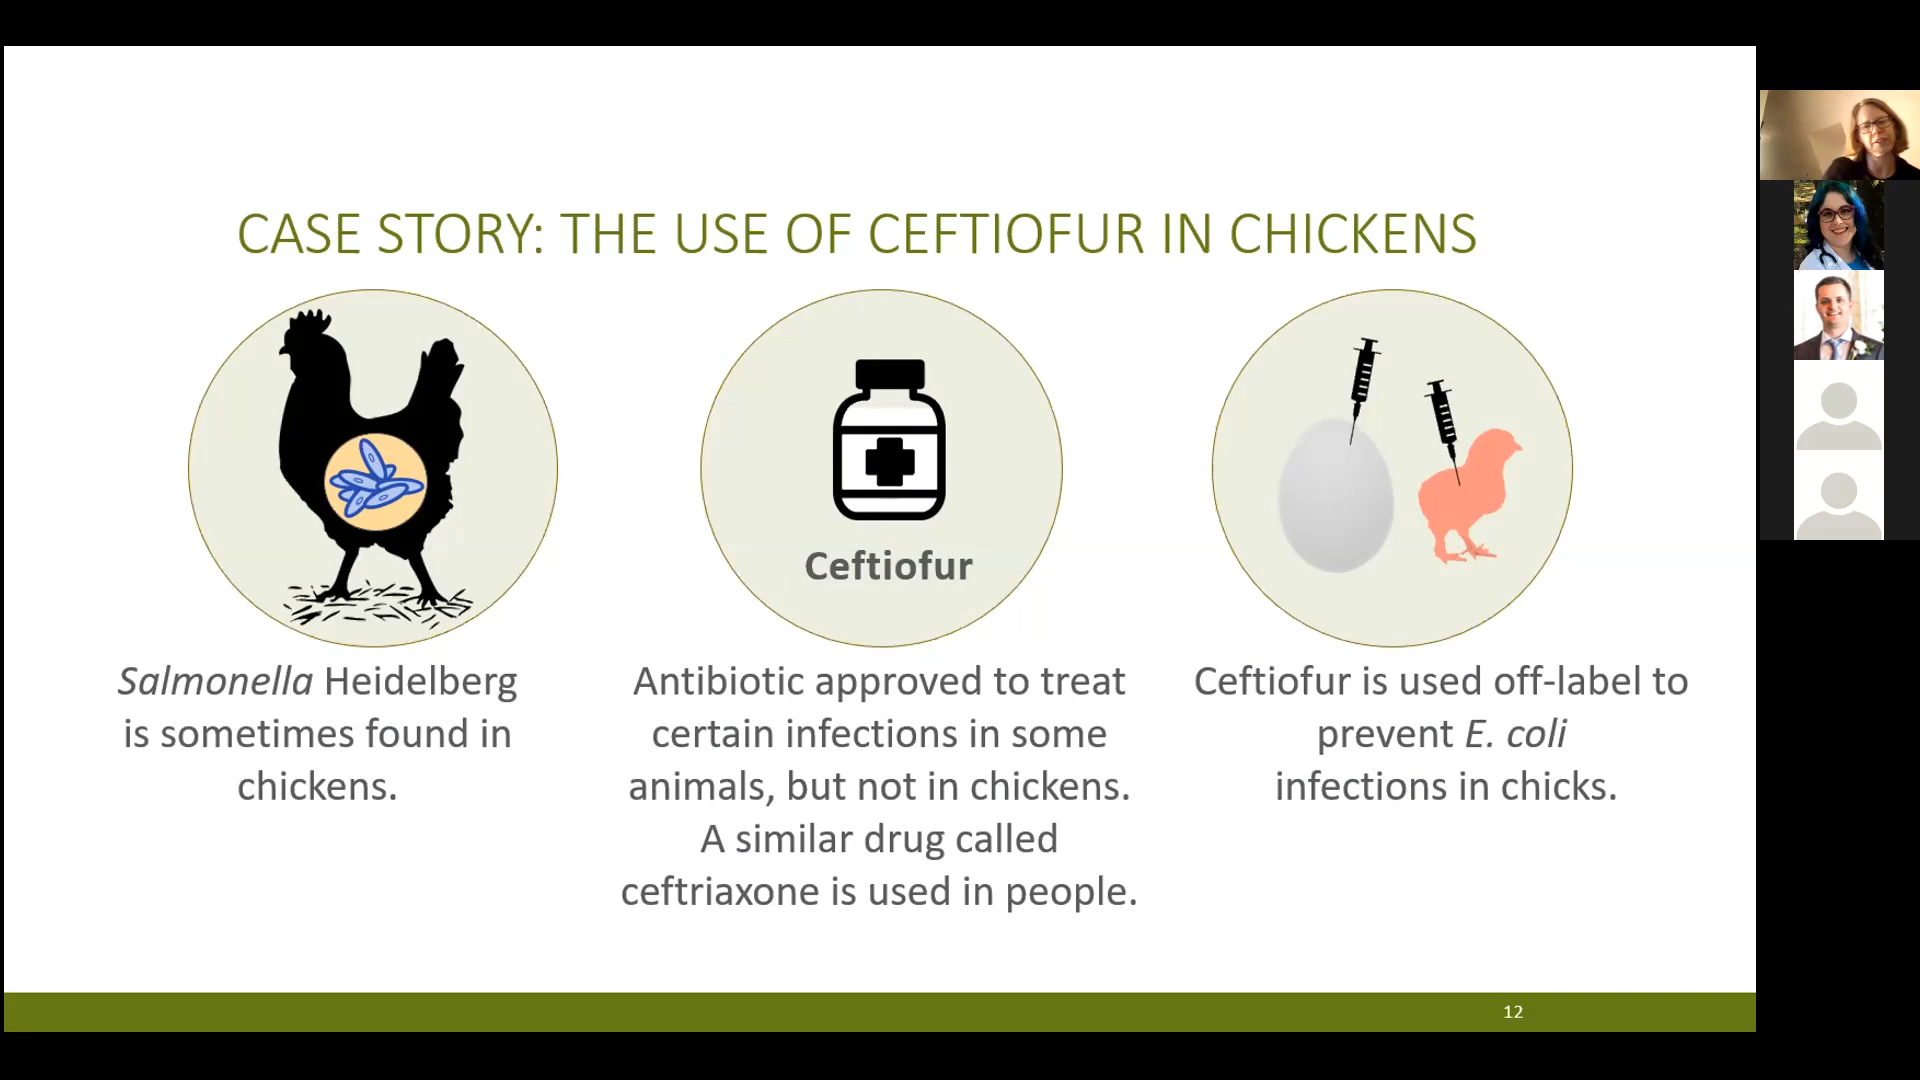 CASE STORY: THE USE OF CEFTIOFUR IN CHICKENS
Ceftiofur
Salmonella Heidelberg
is sometimes found in
chickens.
Antibiotic approved to treat
certain infections in some
animals, but not in chickens.
A similar drug called
ceftriaxone is used in people.
Ceftiofur is used off-label to
prevent E. coli
infections in chicks.
12